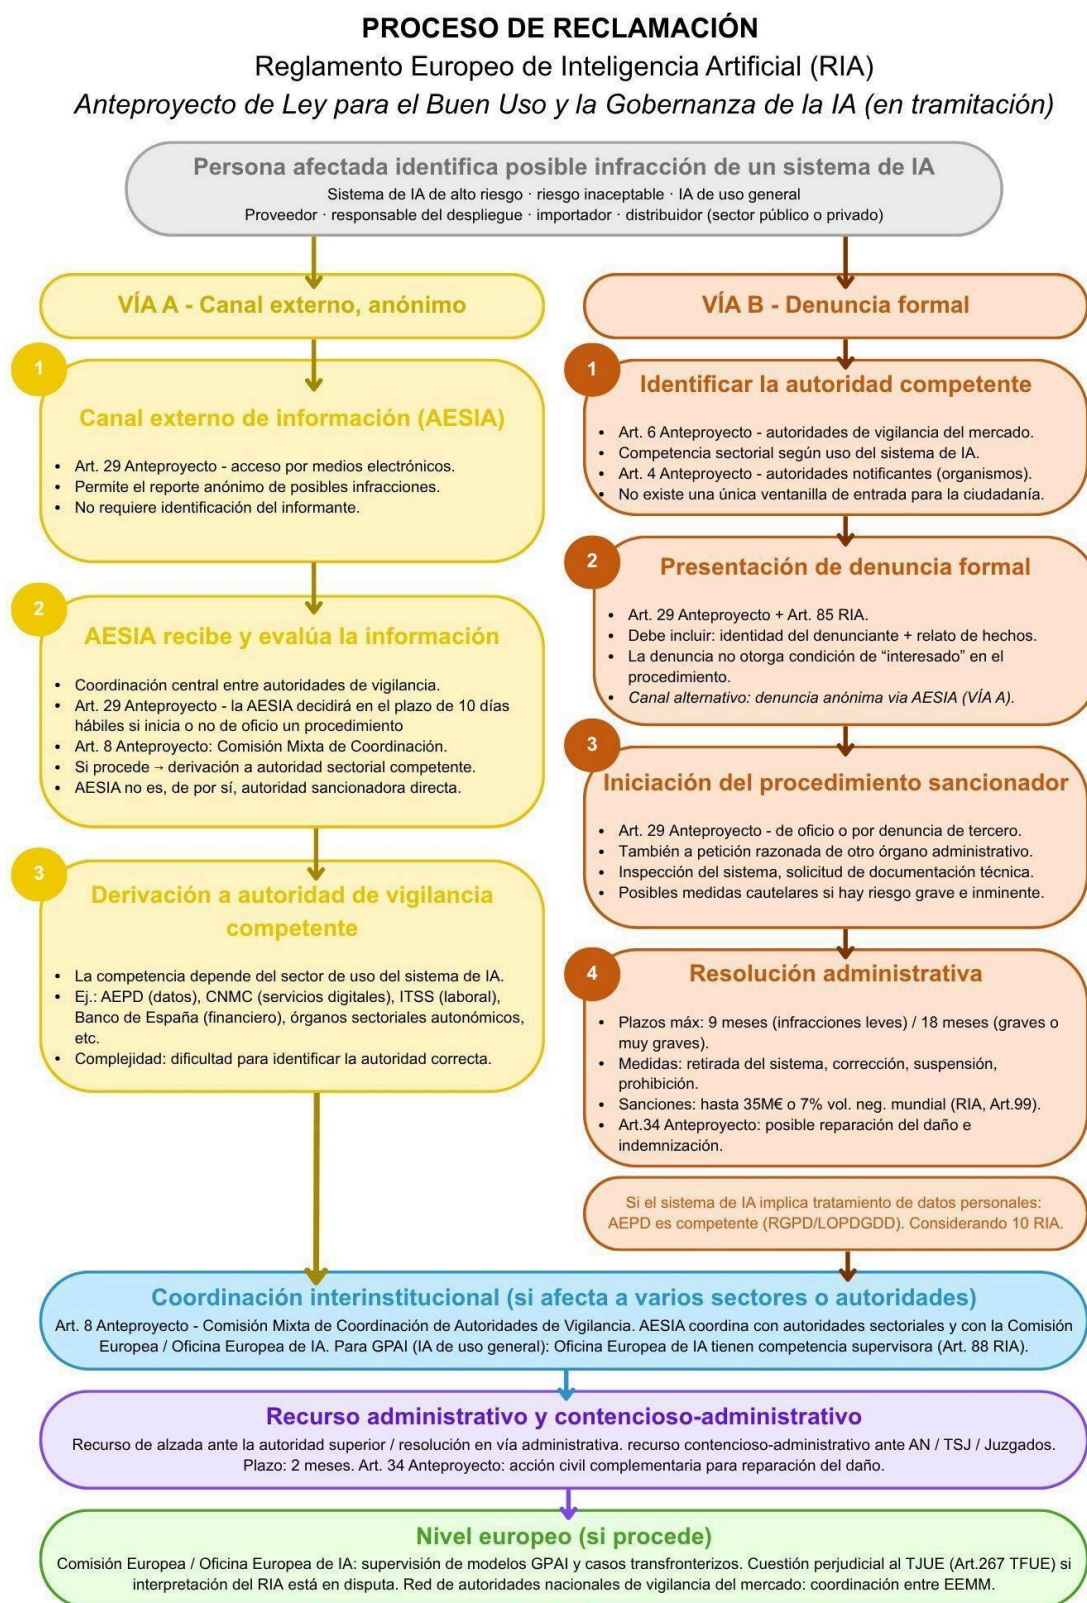 PROCESO DE RECLAMACIÓN
Reglamento Europeo de Inteligencia Artificial (RIA)
Anteproyecto de Ley para el Buen Uso y la Gobernanza de la IA (en tramitación)
Persona afectada identifica posible infracción de un sistema de IA
Sistema de IA de alto riesgo · riesgo inaceptable · IA de uso general
Proveedor · responsable del despliegue · importador · distribuidor (sector público o privado)
VÍA A - Canal externo, anónimo
1
Canal externo de información (AESIA)
• Art. 29 Anteproyecto - acceso por medios electrónicos.
• Permite el reporte anónimo de posibles infracciones.
• No requiere identificación del informante.
2
AESIA recibe y evalúa la información
• Coordinación central entre autoridades de vigilancia.
• Art. 29 Anteproyecto - la AESIA decidirá en el plazo de 10 días
hábiles si inicia o no de oficio un procedimiento
• Art. 8 Anteproyecto: Comisión Mixta de Coordinación.
• Si procede → derivación a autoridad sectorial competente.
• AESIA no es, de por sí, autoridad sancionadora directa.
3
Derivación a autoridad de vigilancia
competente
• La competencia depende del sector de uso del sistema de IA.
• Ej.: AEPD (datos), CNMC (servicios digitales), ITSS (laboral),
Banco de España (financiero), órganos sectoriales autonómicos,
etc.
• Complejidad: dificultad para identificar la autoridad correcta.
VÍA B - Denuncia formal
1
Identificar la autoridad competente
• Art. 6 Anteproyecto - autoridades de vigilancia del mercado.
• Competencia sectorial según uso del sistema de IA.
• Art. 4 Anteproyecto - autoridades notificantes (organismos).
• No existe una única ventanilla de entrada para la ciudadanía.
2
Presentación de denuncia formal
• Art. 29 Anteproyecto + Art. 85 RIA.
• Debe incluir: identidad del denunciante + relato de hechos.
• La denuncia no otorga condición de “interesado” en el
procedimiento.
• Canal alternativo: denuncia anónima via AESIA (VÍA A).
3
Iniciación del procedimiento sancionador
• Art. 29 Anteproyecto - de oficio o por denuncia de tercero.
• También a petición razonada de otro órgano administrativo.
• Inspección del sistema, solicitud de documentación técnica.
• Posibles medidas cautelares si hay riesgo grave e inminente.
4
Resolución administrativa
• Plazos máx: 9 meses (infracciones leves) / 18 meses (graves o
muy graves).
• Medidas: retirada del sistema, corrección, suspensión,
prohibición.
• Sanciones: hasta 35M€ o 7% vol. neg. mundial (RIA, Art.99).
• Art.34 Anteproyecto: posible reparación del daño e
indemnización.
Si el sistema de IA implica tratamiento de datos personales:
AEPD es competente (RGPD/LOPDGDD). Considerando 10 RIA.
Coordinación interinstitucional (si afecta a varios sectores o autoridades)
Art. 8 Anteproyecto - Comisión Mixta de Coordinación de Autoridades de Vigilancia. AESIA coordina con autoridades sectoriales y con la Comisión
Europea / Oficina Europea de IA. Para GPAI (IA de uso general): Oficina Europea de IA tienen competencia supervisora (Art. 88 RIA).
Recurso administrativo y contencioso-administrativo
Recurso de alzada ante la autoridad superior / resolución en vía administrativa. recurso contencioso-administrativo ante AN / TSJ / Juzgados.
Plazo: 2 meses. Art. 34 Anteproyecto: acción civil complementaria para reparación del daño.
Nivel europeo (si procede)
Comisión Europea / Oficina Europea de IA: supervisión de modelos GPAI y casos transfronterizos. Cuestión perjudicial al TJUE (Art.267 TFUE) si
interpretación del RIA está en disputa. Red de autoridades nacionales de vigilancia del mercado: coordinación entre EEMM.